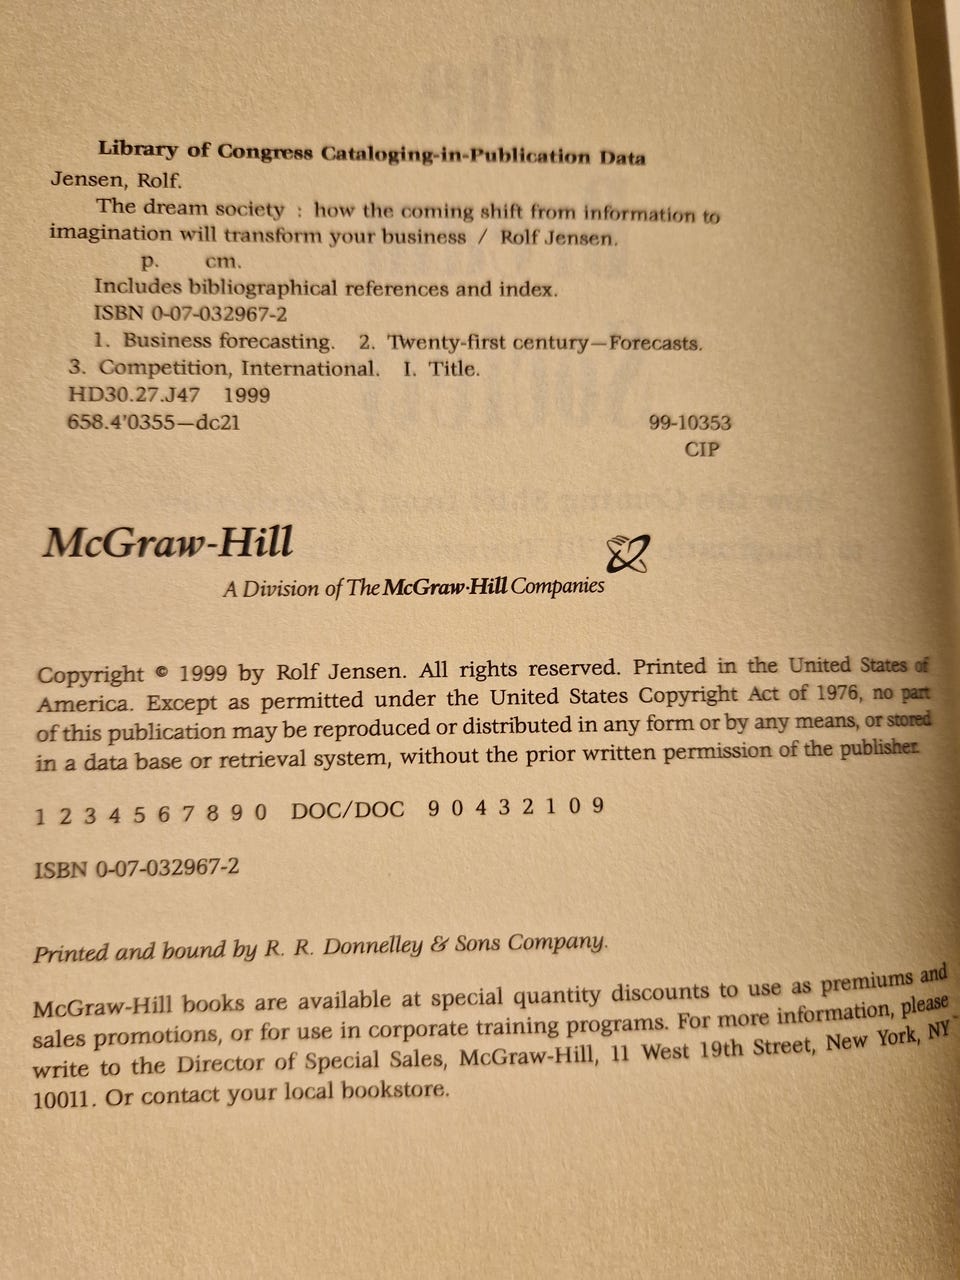 Library of Congress Cataloging-in-Publication Data
Jensen, Rolf.
The dream society : how the coming shift from information to
imagination will transform your business / Rolf Jensen.
p. cm.
Includes bibliographical references and index.
ISBN 0-07-032967-2
1. Business forecasting. 2. Twenty-first century—Forecasts.
3. Competition, International. I. Title.
HD30.27.J47 1999
658.4'0355—dc21 99-10353
CIP
McGraw-Hill
A Division of The McGraw·Hill Companies
Copyright © 1999 by Rolf Jensen. All rights reserved. Printed in the United States of
America. Except as permitted under the United States Copyright Act of 1976, no part
of this publication may be reproduced or distributed in any form or by any means, or stored
in a data base or retrieval system, without the prior written permission of the publisher.
1 2 3 4 5 6 7 8 9 0 DOC/DOC 9 0 4 3 2 1 0 9
ISBN 0-07-032967-2
Printed and bound by R. R. Donnelley & Sons Company.
McGraw-Hill books are available at special quantity discounts to use as premiums and
sales promotions, or for use in corporate training programs. For more information, please
write to the Director of Special Sales, McGraw-Hill, 11 West 19th Street, New York, NY
10011. Or contact your local bookstore.